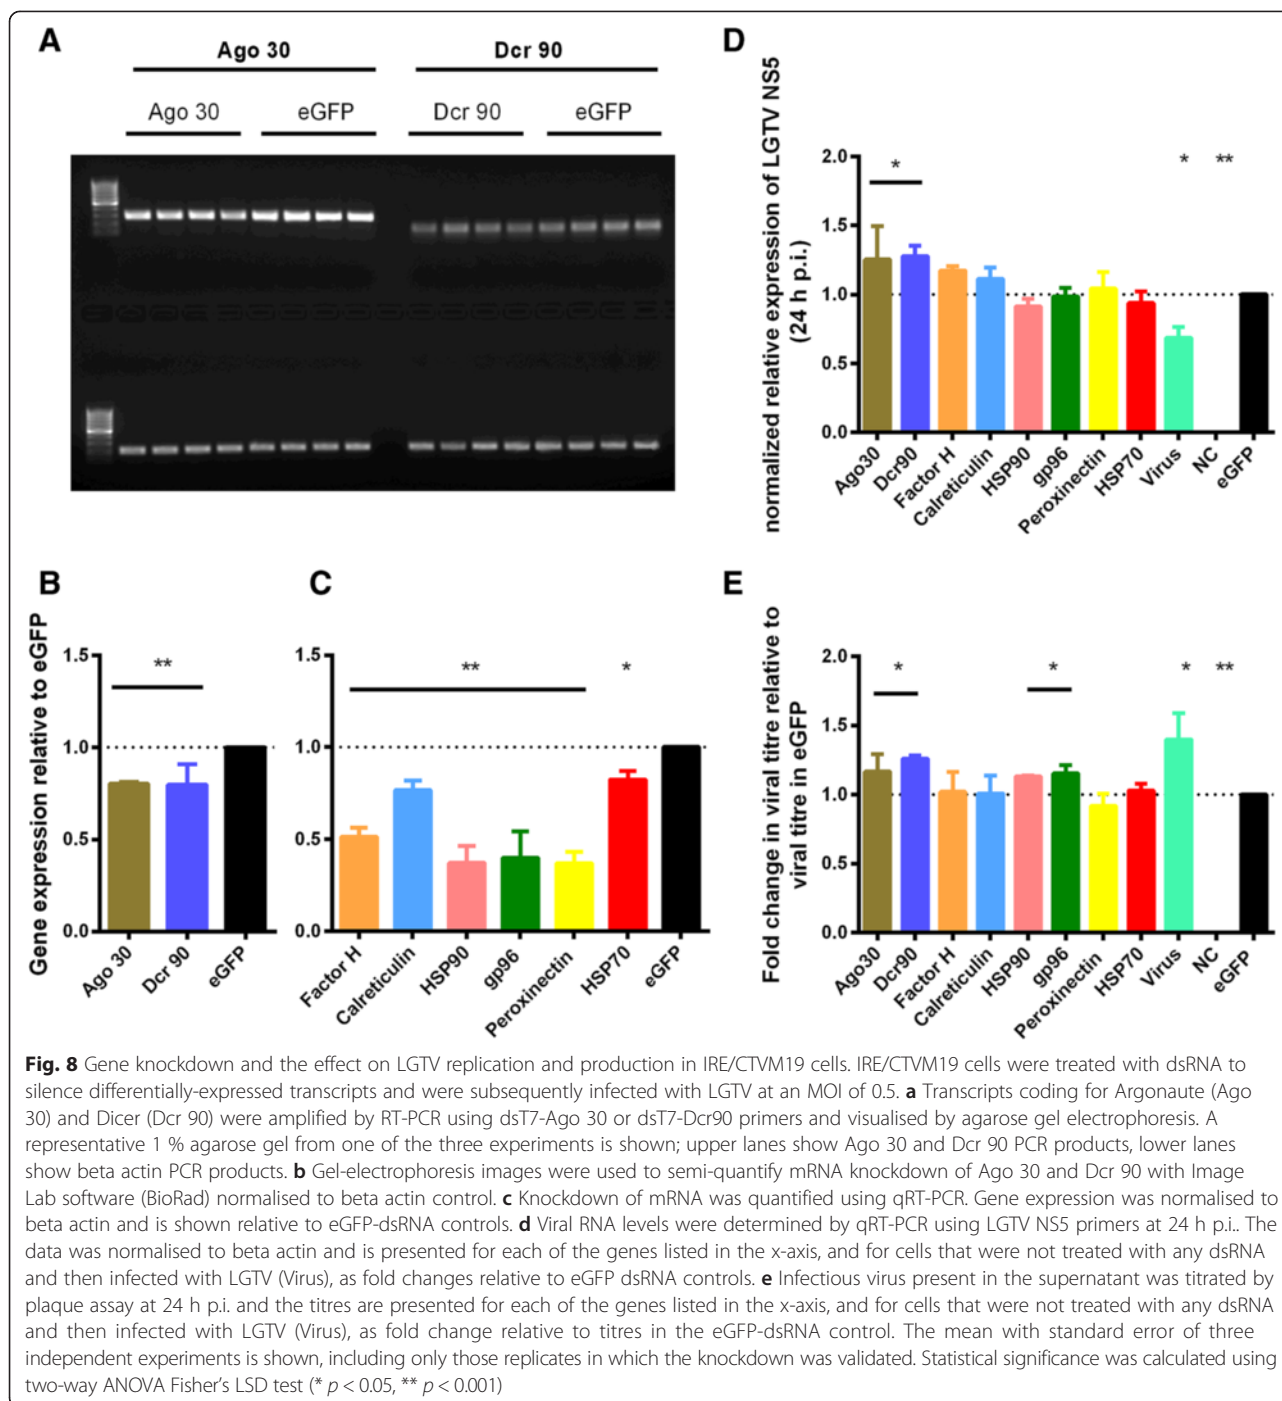 A
Ago 30
Dcr 90
Ago 30
eGFP
Dcr 90
eGFP
B
Gene expression relative to eGFP
1.5
1.0
0.5
0.0
**
Ago 30
Dcr 90
eGFP
C
1.5
1.0
0.5
0.0
**
*
Factor H
Calreticulin
HSP90
gp96
Peroxinectin
HSP70
eGFP
D
normalized relative expression of LGTV NS5
(24 h p.i.)
2.0
1.5
1.0
0.5
0.0
*
*
**
Ago30
Dcr90
Factor H
Calreticulin
HSP90
gp96
Peroxinectin
HSP70
Virus
NC
eGFP
E
Fold change in viral titre relative to
viral titre in eGFP
2.0
1.5
1.0
0.5
0.0
*
*
*
**
Ago30
Dcr90
Factor H
Calreticulin
HSP90
gp96
Peroxinectin
HSP70
Virus
NC
eGFP
Fig. 8 Gene knockdown and the effect on LGTV replication and production in IRE/CTVM19 cells. IRE/CTVM19 cells were treated with dsRNA to
silence differentially-expressed transcripts and were subsequently infected with LGTV at an MOI of 0.5. a Transcripts coding for Argonaute (Ago
30) and Dicer (Dcr 90) were amplified by RT-PCR using dsT7-Ago 30 or dsT7-Dcr90 primers and visualised by agarose gel electrophoresis. A
representative 1 % agarose gel from one of the three experiments is shown; upper lanes show Ago 30 and Dcr 90 PCR products, lower lanes
show beta actin PCR products. b Gel-electrophoresis images were used to semi-quantify mRNA knockdown of Ago 30 and Dcr 90 with Image
Lab software (BioRad) normalised to beta actin control. c Knockdown of mRNA was quantified using qRT-PCR. Gene expression was normalised to
beta actin and is shown relative to eGFP-dsRNA controls. d Viral RNA levels were determined by qRT-PCR using LGTV NS5 primers at 24 h p.i.. The
data was normalised to beta actin and is presented for each of the genes listed in the x-axis, and for cells that were not treated with any dsRNA
and then infected with LGTV (Virus), as fold changes relative to eGFP dsRNA controls. e Infectious virus present in the supernatant was titrated by
plaque assay at 24 h p.i. and the titres are presented for each of the genes listed in the x-axis, and for cells that were not treated with any dsRNA
and then infected with LGTV (Virus), as fold change relative to titres in the eGFP-dsRNA control. The mean with standard error of three
independent experiments is shown, including only those replicates in which the knockdown was validated. Statistical significance was calculated using
two-way ANOVA Fisher's LSD test (* p < 0.05, ** p < 0.001)